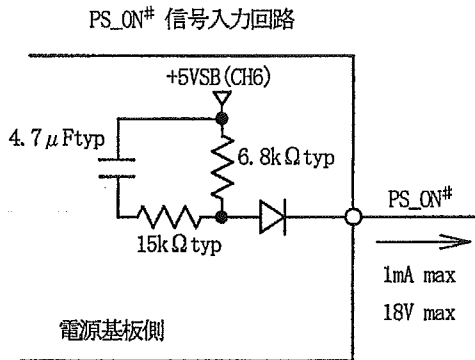 PS_ON# 信号入力回路
+5VSB(CH6)
4.7μFtyp
6.8kΩtyp
15kΩtyp
PS_ON#
1mA max
18V max
電源基板側